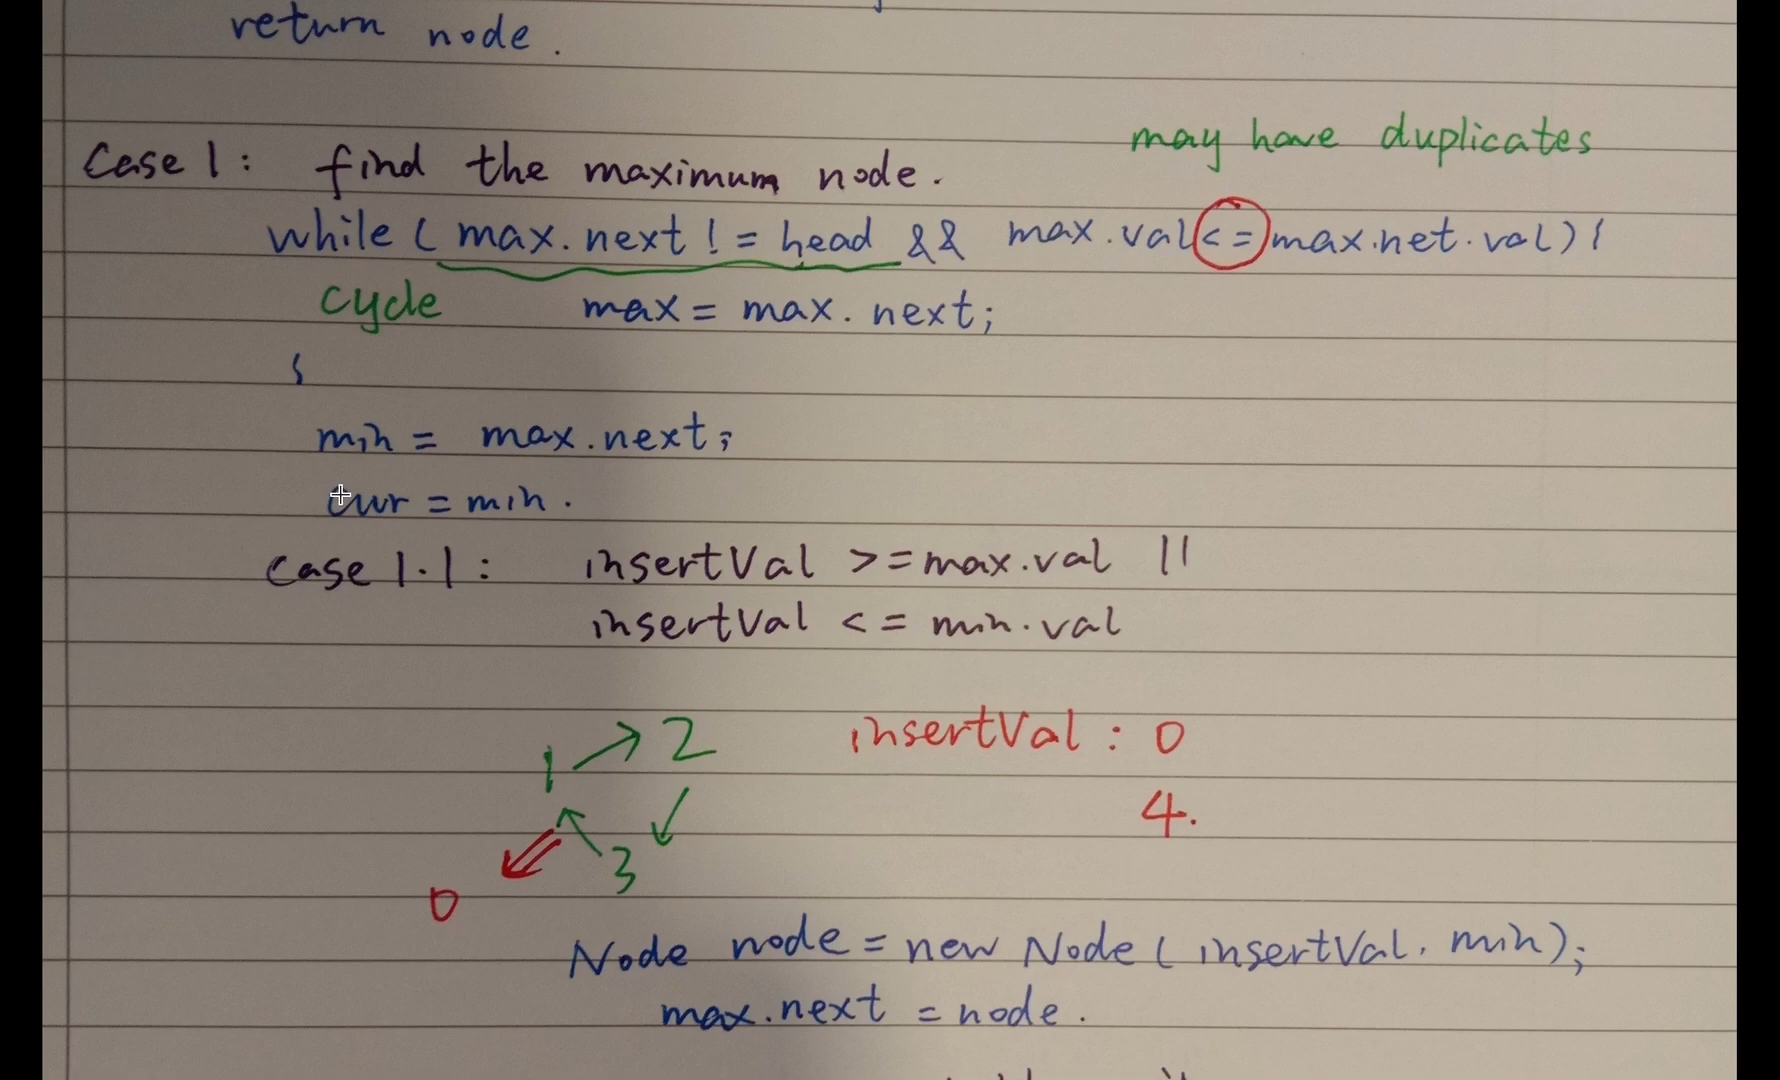 return node.
may have duplicates
Case 1: find the maximum node.
while ( max.next != head && max.val <= max.net.val) {
cycle max = max.next;
}
min = max.next;
cur = min.
Case 1.1: insertVal >= max.val ||
insertVal <= min.val
1 → 2 insertVal: 0
4.
3
0
Node node = new Node ( insertVal, min);
max.next = node.